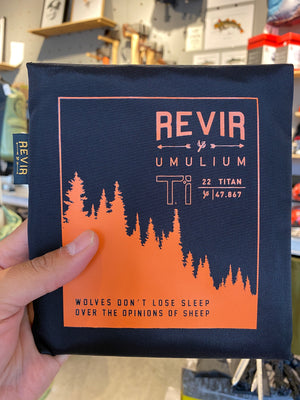 REVIR
REVIR
UMULIUM
Ti
22 TITAN
47.867
WOLVES DON'T LOSE SLEEP
OVER THE OPINIONS OF SHEEP